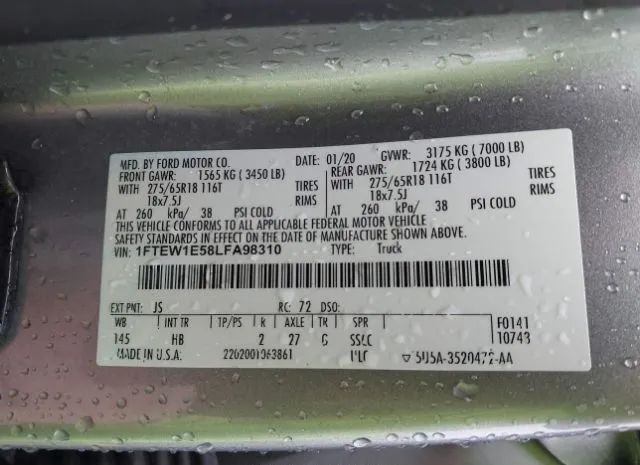 MFD. BY FORD MOTOR CO. 01/20 GVWR: 3175 KG ( 7000 LB)
FRONT GAWR: 1565 KG ( 3450 LB) REAR GAWR: 1724 KG ( 3800 LB)
WITH 275/65R18 116T TIRES WITH 275/65R18 116T TIRES
18x7.5J RIMS 18x7.5J RIMS
AT 260 kPa/ 38 PSI COLD AT 260 kPa/ 38 PSI COLD
THIS VEHICLE CONFORMS TO ALL APPLICABLE FEDERAL MOTOR VEHICLE
SAFETY STANDARDS IN EFFECT ON THE DATE OF MANUFACTURE SHOWN ABOVE.
VIN: 1FTEW1E58LFA98310 TYPE: Truck
EXT PNT: JS RC: 72 DSO:
WB INT TR TP/PS R AXLE TR SPR F0141
145 HB 2 27 G SSLC 10743
MADE IN U.S.A.